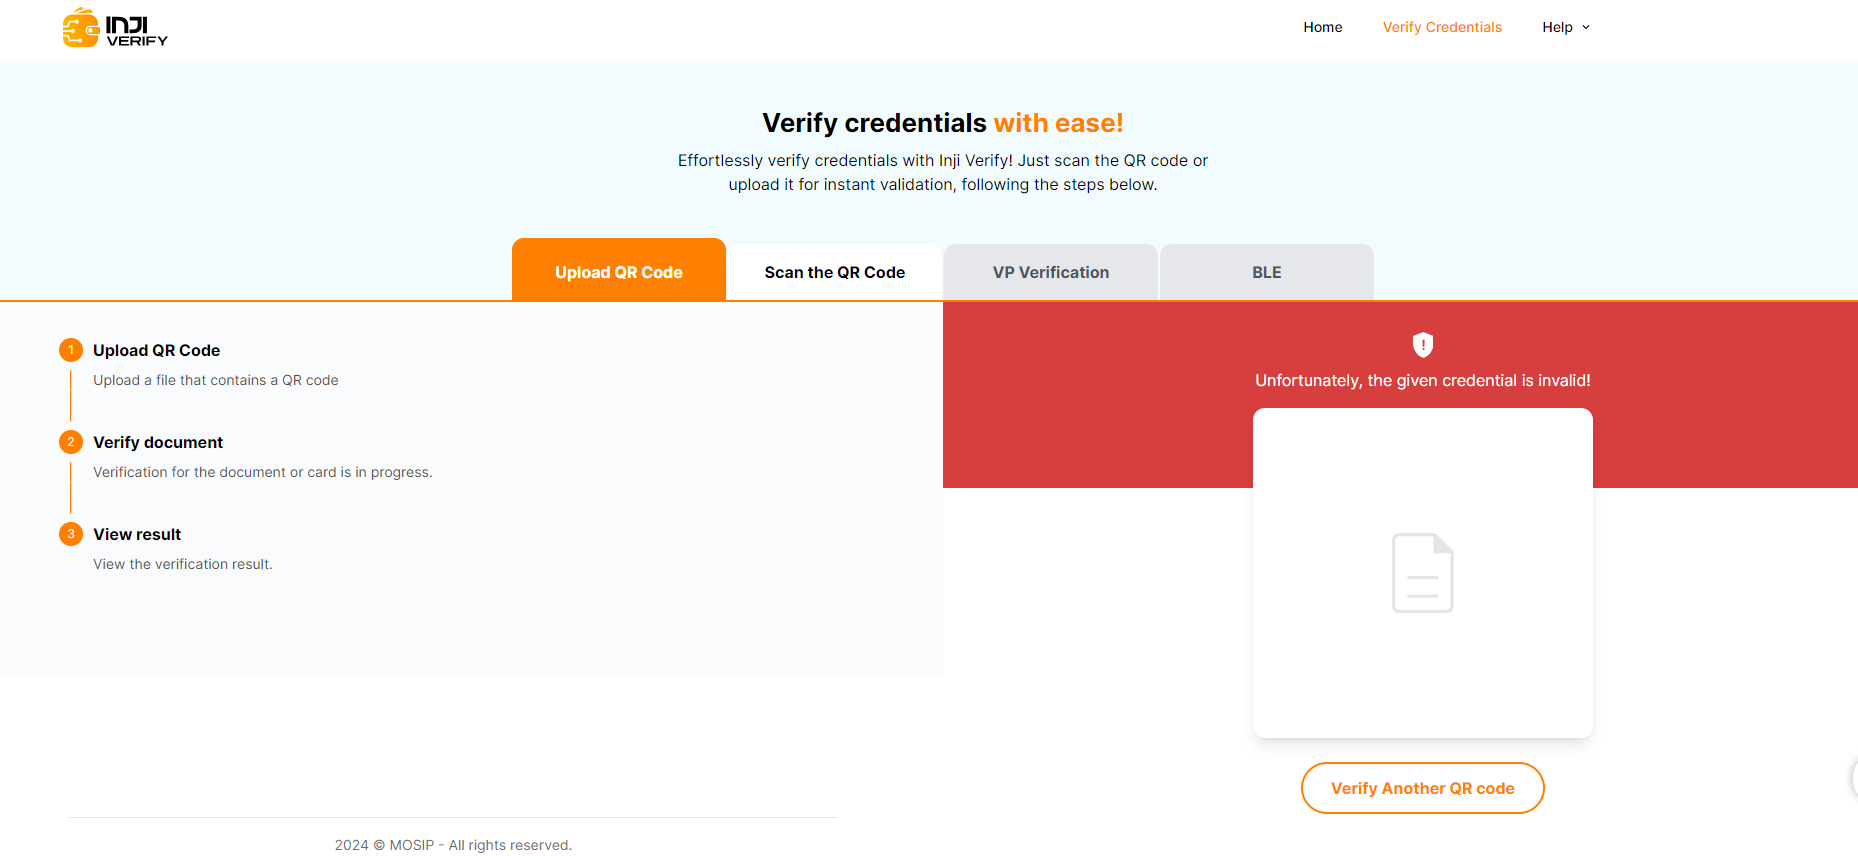 INJI
VERIFY
Home
Verify Credentials
Help
Verify credentials with ease!
Effortlessly verify credentials with Inji Verify! Just scan the QR code or
upload it for instant validation, following the steps below.
Upload QR Code
Scan the QR Code
VP Verification
BLE
1
Upload QR Code
Upload a file that contains a QR code
2
Verify document
Verification for the document or card is in progress.
3
View result
View the verification result.
Unfortunately, the given credential is invalid!
Verify Another QR code
2024 © MOSIP - All rights reserved.